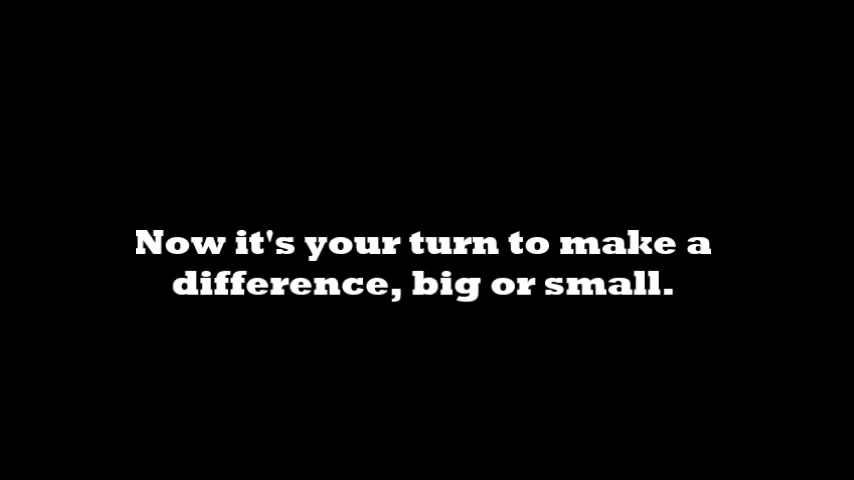 Now it's your turn to make a
difference, big or small.